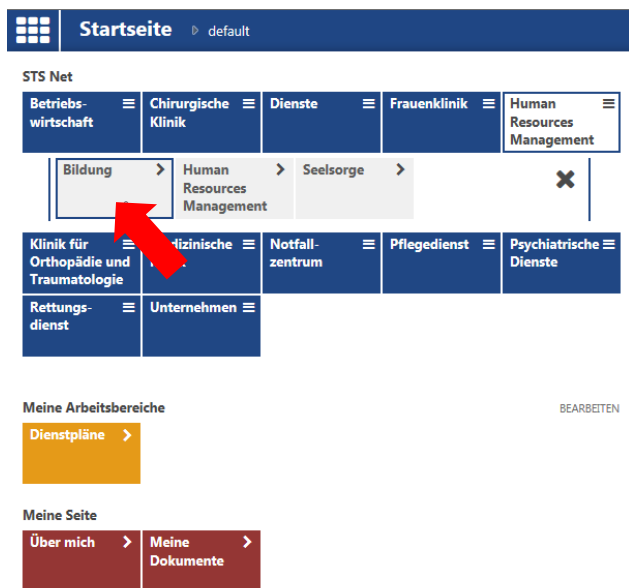 Startseite default
STS Net
Betriebs- Chirurgische Dienste Frauenklinik Human
wirtschaft Klinik Resources
Management
Bildung Human Seelsorge
Resources
Management
Klinik für Notfall- Pflegedienst Psychiatrische
Orthopädie und zentrum Dienste
Traumatologie
Rettungs- Unternehmen
dienst
Meine Arbeitsbereiche BEARBEITEN
Dienstpläne
Meine Seite
Über mich Meine
Dokumente